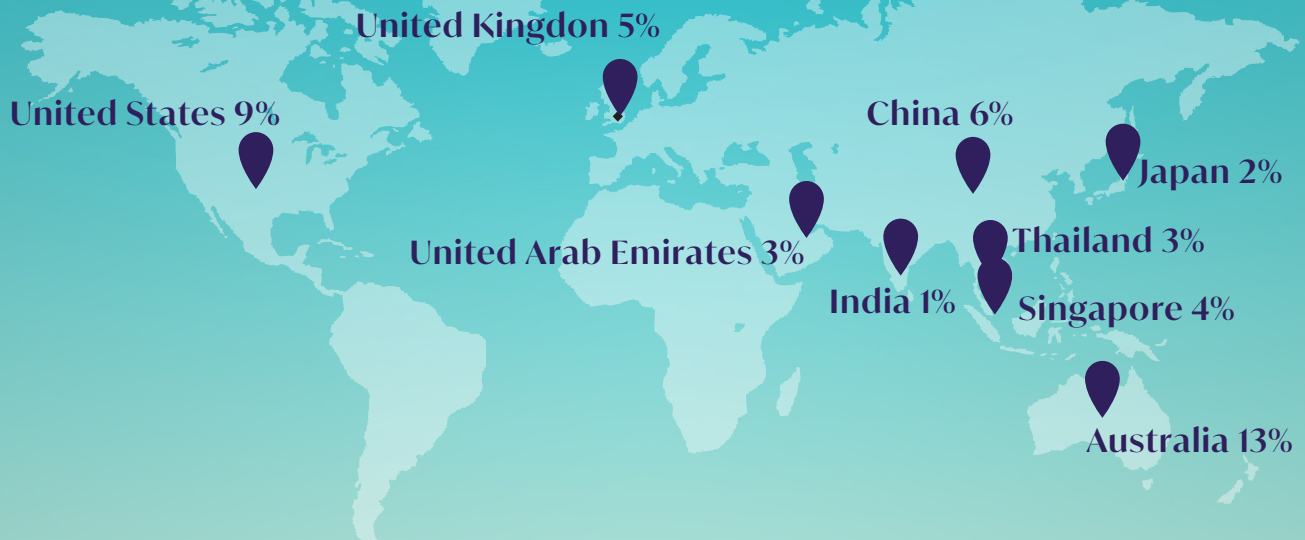 United Kingdon 5%
United States 9%
China 6%
Japan 2%
Thailand 3%
United Arab Emirates 3%
India 1%
Singapore 4%
Australia 13%